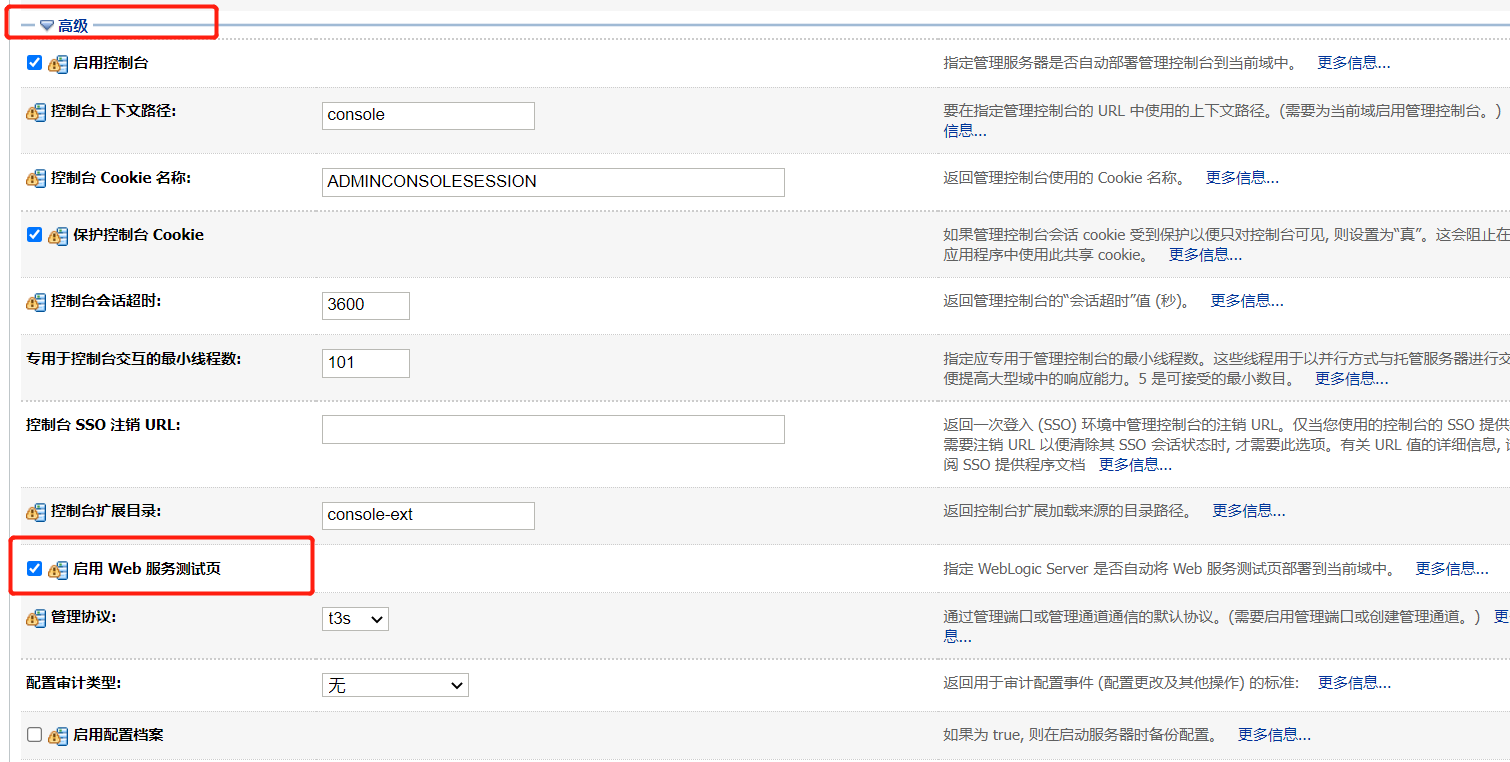 高级
启用控制台
指定管理服务器是否自动部署管理控制台到当前域中。 更多信息...
控制台上下文路径:
console
要在指定管理控制台的 URL 中使用的上下文路径。(需要为当前域启用管理控制台。)
信息...
控制台 Cookie 名称:
ADMINCONSOLESESSION
返回管理控制台使用的 Cookie 名称。 更多信息...
保护控制台 Cookie
如果管理控制台会话 cookie 受到保护以便只对控制台可见, 则设置为“真”。这会阻止在
应用程序中使用此共享 cookie。 更多信息...
控制台会话超时:
3600
返回管理控制台的“会话超时”值 (秒)。 更多信息...
专用于控制台交互的最小线程数:
101
指定应专用于管理控制台的最小线程数。这些线程用于以并行方式与托管服务器进行交
便提高大型域中的响应能力。5 是可接受的最小数目。 更多信息...
控制台 SSO 注销 URL:
返回一次登入 (SSO) 环境中管理控制台的注销 URL。仅当您使用的控制台的 SSO 提供
需要注销 URL 以便清除其 SSO 会话状态时, 才需要此选项。有关 URL 值的详细信息,
阅 SSO 提供程序文档 更多信息...
控制台扩展目录:
console-ext
返回控制台扩展加载来源的目录路径。 更多信息...
启用 Web 服务测试页
指定 WebLogic Server 是否自动将 Web 服务测试页部署到当前域中。 更多信息...
管理协议:
t3s
通过管理端口或管理通道通信的默认协议。(需要启用管理端口或创建管理通道。) 更
息...
配置审计类型:
无
返回用于审计配置事件 (配置更改及其他操作) 的标准: 更多信息...
启用配置档案
如果为 true, 则在启动服务器时备份配置。 更多信息...